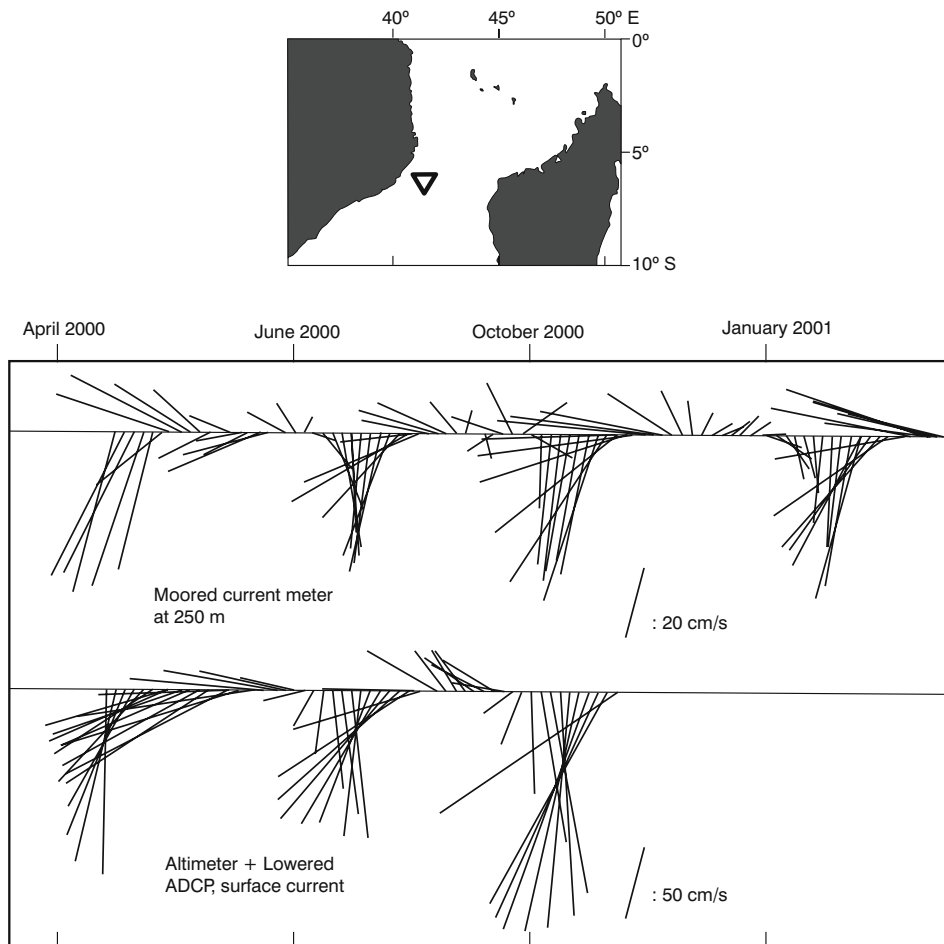 40º 45º 50º E
0º
5º
10º S
April 2000 June 2000 October 2000 January 2001
Moored current meter
at 250 m
: 20 cm/s
Altimeter + Lowered
ADCP, surface current
: 50 cm/s